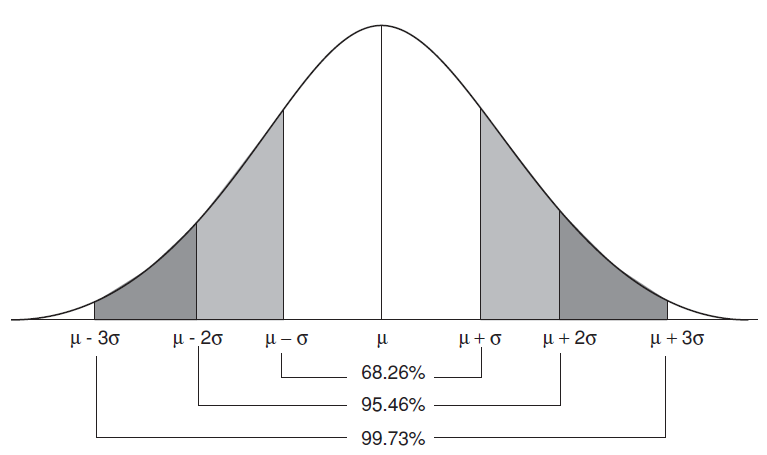 μ - 3σ μ - 2σ μ – σ μ μ + σ μ + 2σ μ + 3σ
68.26%
95.46%
99.73%